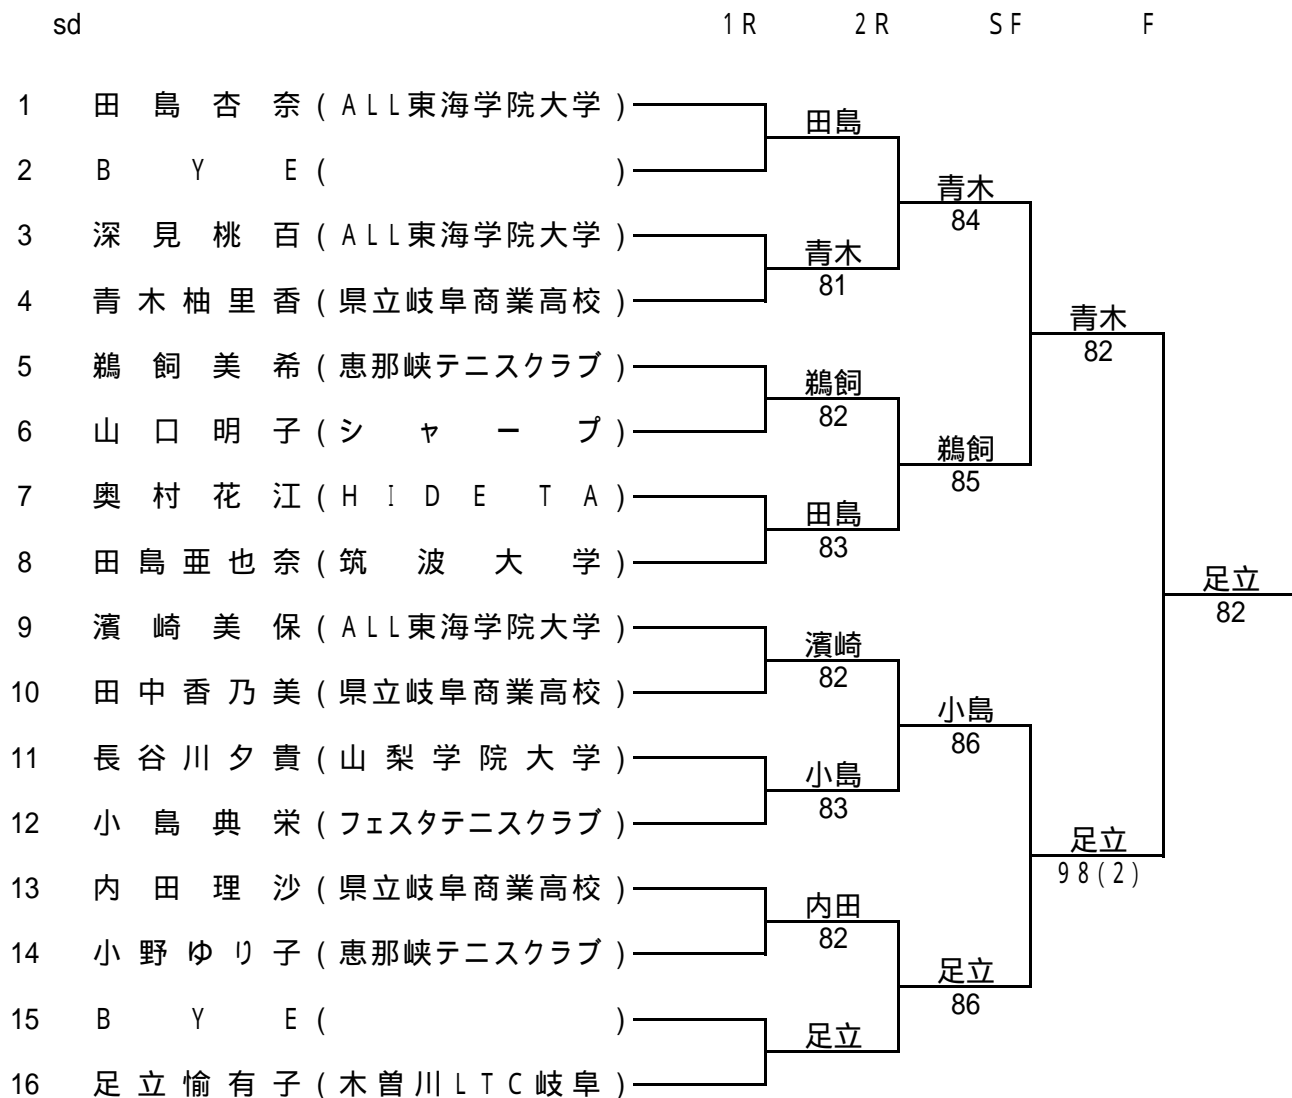 sd 1R 2R SF F
1 田島杏奈(ALL東海学院大学)
田島
2 BYE( )
青木
84
3 深見桃百(ALL東海学院大学)
青木
81
4 青木柚里香(県立岐阜商業高校)
青木
82
5 鵜飼美希(恵那峡テニスクラブ)
鵜飼
82
6 山口明子(シャープ)
鵜飼
85
7 奥村花江(HIDE TA)
田島
83
8 田島亜也奈(筑波大学)
足立
82
9 濱崎美保(ALL東海学院大学)
濱崎
82
10 田中香乃美(県立岐阜商業高校)
小島
86
11 長谷川夕貴(山梨学院大学)
小島
83
12 小島典栄(フェスタテニスクラブ)
足立
98(2)
13 内田理沙(県立岐阜商業高校)
内田
82
14 小野ゆり子(恵那峡テニスクラブ)
足立
86
15 BYE( )
足立
16 足立愉有子(木曽川LTC岐阜)